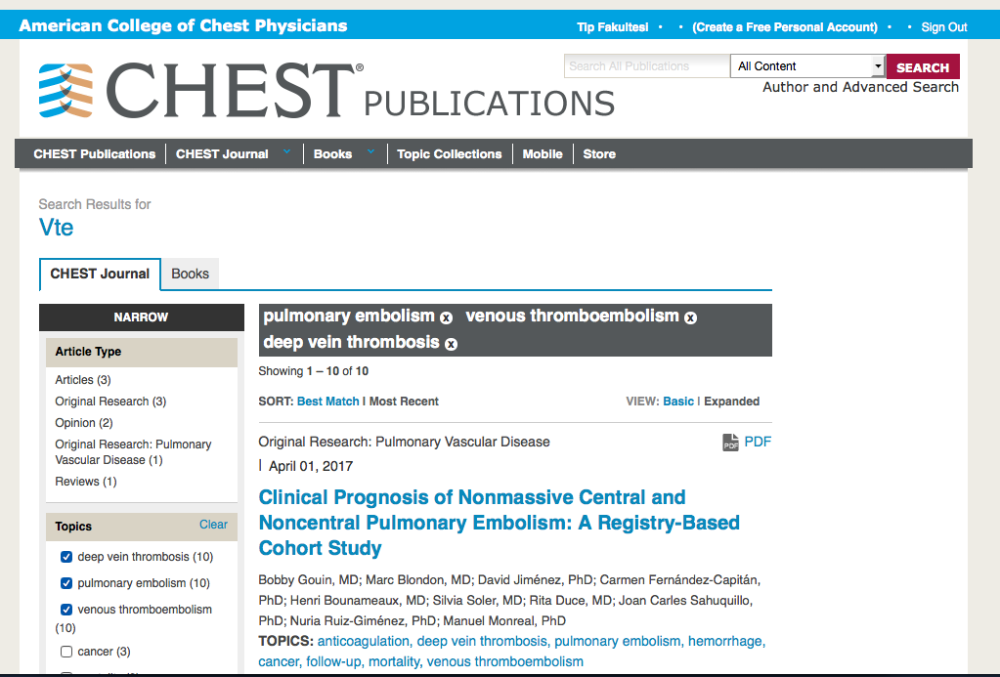 American College of Chest Physicians
Tip Fakultesi • • (Create a Free Personal Account) • • Sign Out
CHEST® PUBLICATIONS
Search All Publications
All Content
SEARCH
Author and Advanced Search
CHEST Publications
CHEST Journal
Books
Topic Collections
Mobile
Store
Search Results for
Vte
CHEST Journal
Books
NARROW
Article Type
Articles (3)
Original Research (3)
Opinion (2)
Original Research: Pulmonary
Vascular Disease (1)
Reviews (1)
Topics
Clear
deep vein thrombosis (10)
pulmonary embolism (10)
venous thromboembolism
(10)
cancer (3)
pulmonary embolism x venous thromboembolism x
deep vein thrombosis x
Showing 1 – 10 of 10
SORT: Best Match | Most Recent
VIEW: Basic | Expanded
Original Research: Pulmonary Vascular Disease
PDF PDF
| April 01, 2017
Clinical Prognosis of Nonmassive Central and
Noncentral Pulmonary Embolism: A Registry-Based
Cohort Study
Bobby Gouin, MD; Marc Blondon, MD; David Jiménez, PhD; Carmen Fernández-Capitán,
PhD; Henri Bounameaux, MD; Silvia Soler, MD; Rita Duce, MD; Joan Carles Sahuquillo,
PhD; Nuria Ruiz-Giménez, PhD; Manuel Monreal, PhD
TOPICS: anticoagulation, deep vein thrombosis, pulmonary embolism, hemorrhage,
cancer, follow-up, mortality, venous thromboembolism